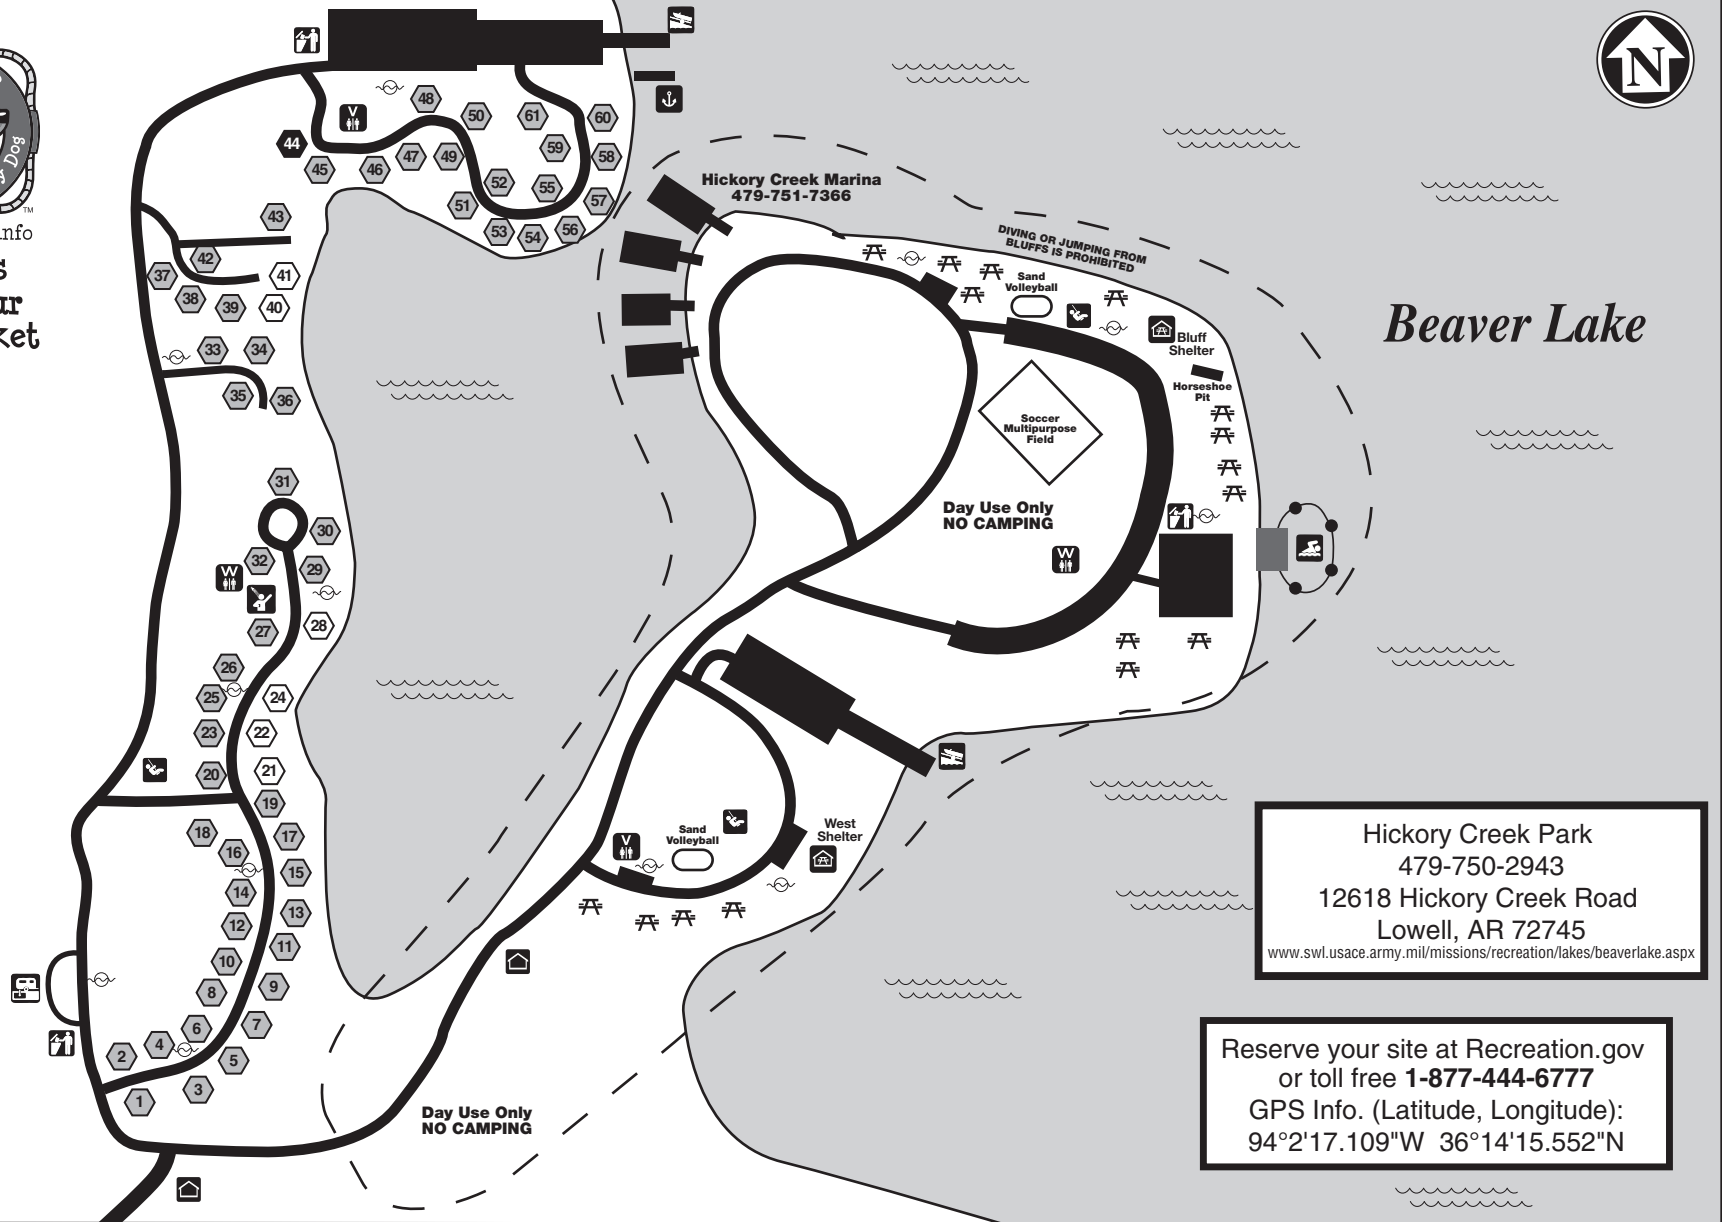 Dog
TM
nfo
s
ur
ket
N
V
W
48
50
61
60
44
45
46
47
49
59
58
52
55
51
57
53
54
56
43
42
37
41
38
39
40
33
34
35
36
31
30
32
29
W
27
28
26
25
24
23
22
20
21
19
18
17
16
15
14
13
12
11
10
9
8
7
6
5
4
2
3
1
Hickory Creek Marina
479-751-7366
DIVING OR JUMPING FROM
BLUFFS IS PROHIBITED
Sand
Volleyball
Bluff
Shelter
Horseshoe
Pit
Soccer
Multipurpose
Field
Day Use Only
NO CAMPING
Beaver Lake
V
Sand
Volleyball
West
Shelter
Day Use Only
NO CAMPING
Hickory Creek Park
479-750-2943
12618 Hickory Creek Road
Lowell, AR 72745
www.swl.usace.army.mil/missions/recreation/lakes/beaverlake.aspx
Reserve your site at Recreation.gov
or toll free 1-877-444-6777
GPS Info. (Latitude, Longitude):
94°2'17.109"W 36°14'15.552"N